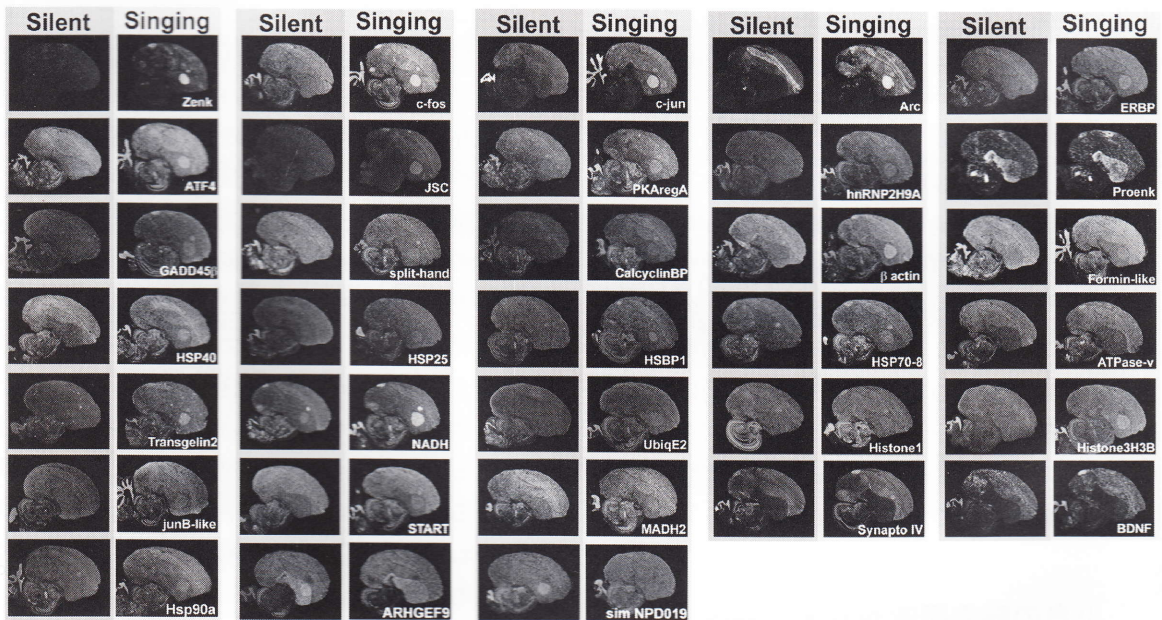 Silent Singing Silent Singing Silent Singing Silent Singing Silent Singing
Zenk c-fos c-jun Arc ERBP
ATF4 JSC PKAregA hnRNP2H9A Proenk
GADD45β split-hand CalcyclinBP β actin Formin-like
HSP40 HSP25 HSBP1 HSP70-8 ATPase-v
Transgelin2 NADH UbiqE2 Histone1 Histone3H3B
junB-like START MADH2 Synapto IV BDNF
Hsp90a ARHGEF9 sim NPD019